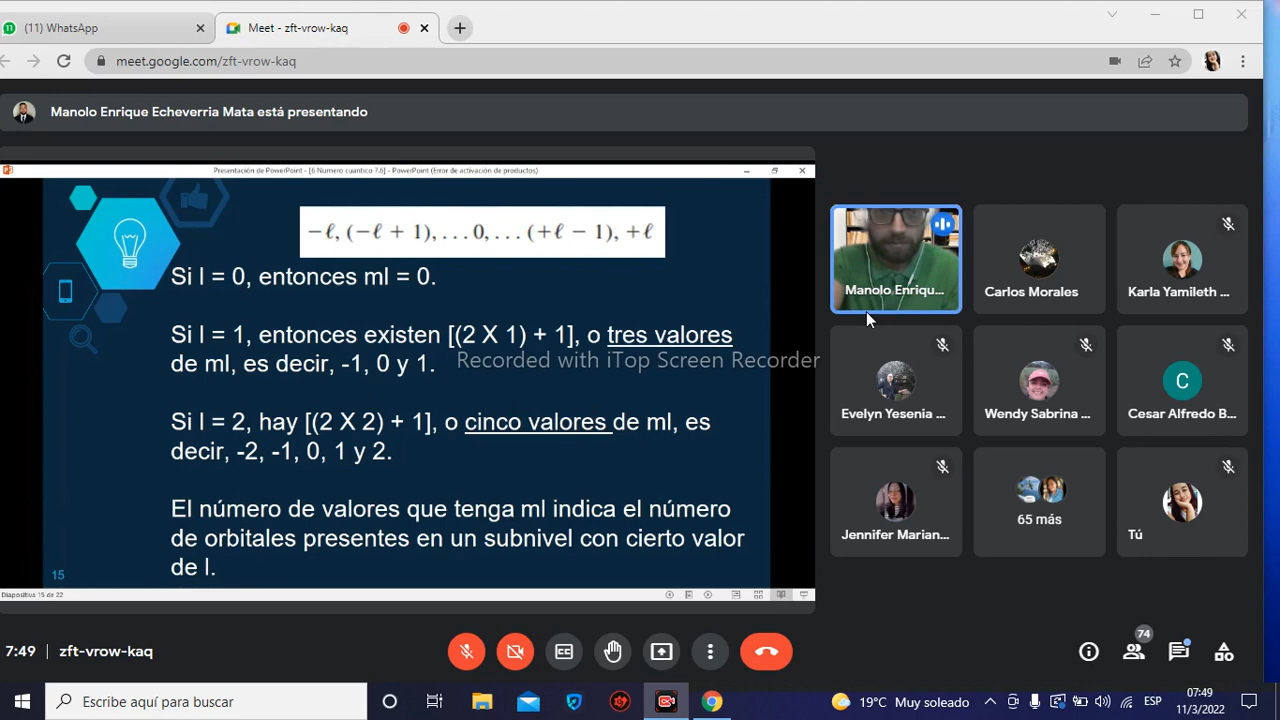 (11) WhatsApp
Meet - zft-vrow-kaq
meet.google.com/zft-vrow-kaq
Manolo Enrique Echeverria Mata está presentando
Presentación de PowerPoint - [6 Numero cuantico 7.6] - PowerPoint (Error de activación de productos)
−ℓ, (−ℓ + 1), . . . 0, . . . (+ℓ − 1), +ℓ
Si l = 0, entonces ml = 0.
Si l = 1, entonces existen [(2 X 1) + 1], o tres valores
de ml, es decir, -1, 0 y 1.
Recorded with iTop Screen Recorder
Si l = 2, hay [(2 X 2) + 1], o cinco valores de ml, es
decir, -2, -1, 0, 1 y 2.
El número de valores que tenga ml indica el número
de orbitales presentes en un subnivel con cierto valor
de l.
15
Diapositiva 15 de 22
Manolo Enriqu...
Carlos Morales
Karla Yamileth ...
Evelyn Yesenia ...
Wendy Sabrina ...
C
Cesar Alfredo B...
Jennifer Marian...
65 más
Tú
7:49 | zft-vrow-kaq
74
Escribe aquí para buscar
19°C Muy soleado
ESP
07:49
11/3/2022